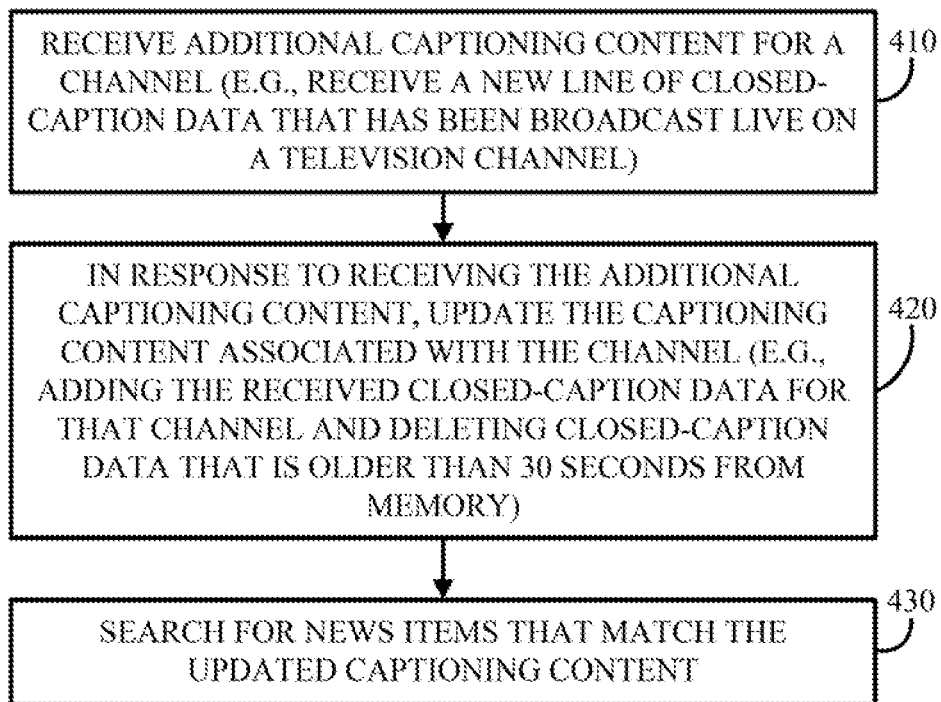 RECEIVE ADDITIONAL CAPTIONING CONTENT FOR A
CHANNEL (E.G., RECEIVE A NEW LINE OF CLOSED-
CAPTION DATA THAT HAS BEEN BROADCAST LIVE ON
A TELEVISION CHANNEL)
410
IN RESPONSE TO RECEIVING THE ADDITIONAL
CAPTIONING CONTENT, UPDATE THE CAPTIONING
CONTENT ASSOCIATED WITH THE CHANNEL (E.G.,
ADDING THE RECEIVED CLOSED-CAPTION DATA FOR
THAT CHANNEL AND DELETING CLOSED-CAPTION
DATA THAT IS OLDER THAN 30 SECONDS FROM
MEMORY)
420
SEARCH FOR NEWS ITEMS THAT MATCH THE
UPDATED CAPTIONING CONTENT
430